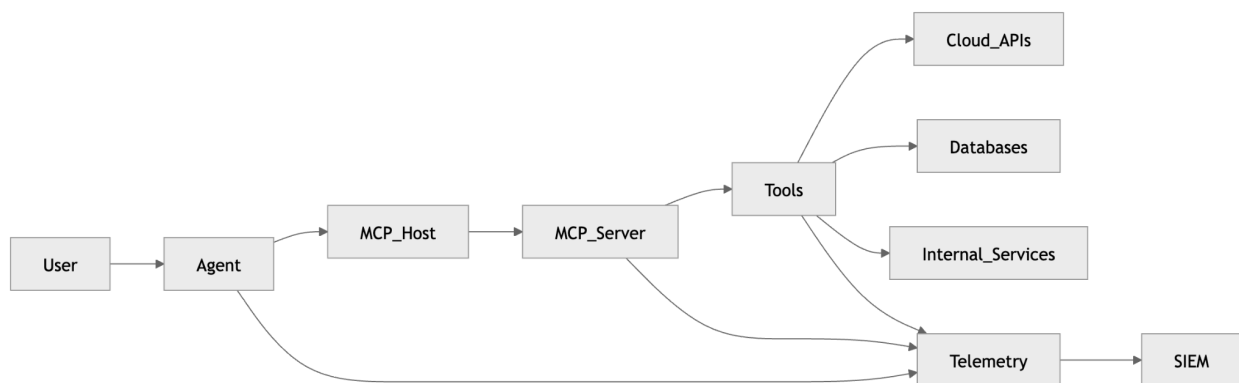 User
Agent
MCP_Host
MCP_Server
Tools
Cloud_APIs
Databases
Internal_Services
Telemetry
SIEM